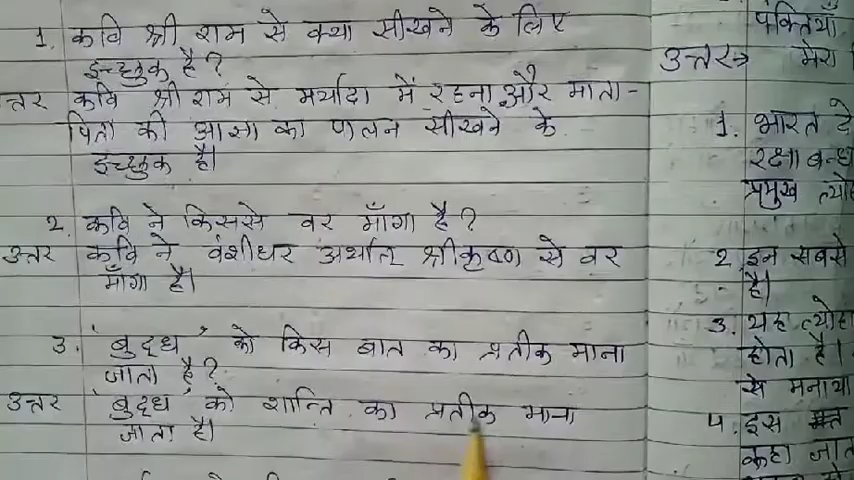 1. कवि श्री राम से क्या सीखने के लिए
इच्छुक है?
उत्तर कवि श्री राम से मर्यादा में रहना और माता-
पिता की आज्ञा का पालन सीखने के
इच्छुक है।
2. कवि ने किससे वर माँगा है?
उत्तर कवि ने वंशीधर अर्थात श्रीकृष्ण से वर
माँगा है।
3. 'बुद्ध' को किस बात का प्रतीक माना
जाता है?
उत्तर 'बुद्ध' को शान्ति का प्रतीक माना
जाता है।
पंक्तियाँ
उत्तर→ मेरा
1. भारत दे
रक्षा बन्ध
प्रमुख त्यो
2. इन सबसे
है।
3. यह त्योहा
होता है।
से मनाया
4. इस
कहा जात